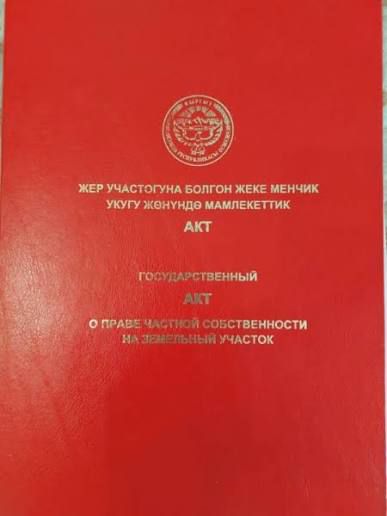 ЖЕР УЧАСТОГУНА БОЛГОН ЖЕКЕ МЕНЧИК
УКУГУ ЖӨНҮНДӨ МАМЛЕКЕТТИК
АКТ
ГОСУДАРСТВЕННЫЙ
АКТ
О ПРАВЕ ЧАСТНОЙ СОБСТВЕННОСТИ
НА ЗЕМЕЛЬНЫЙ УЧАСТОК